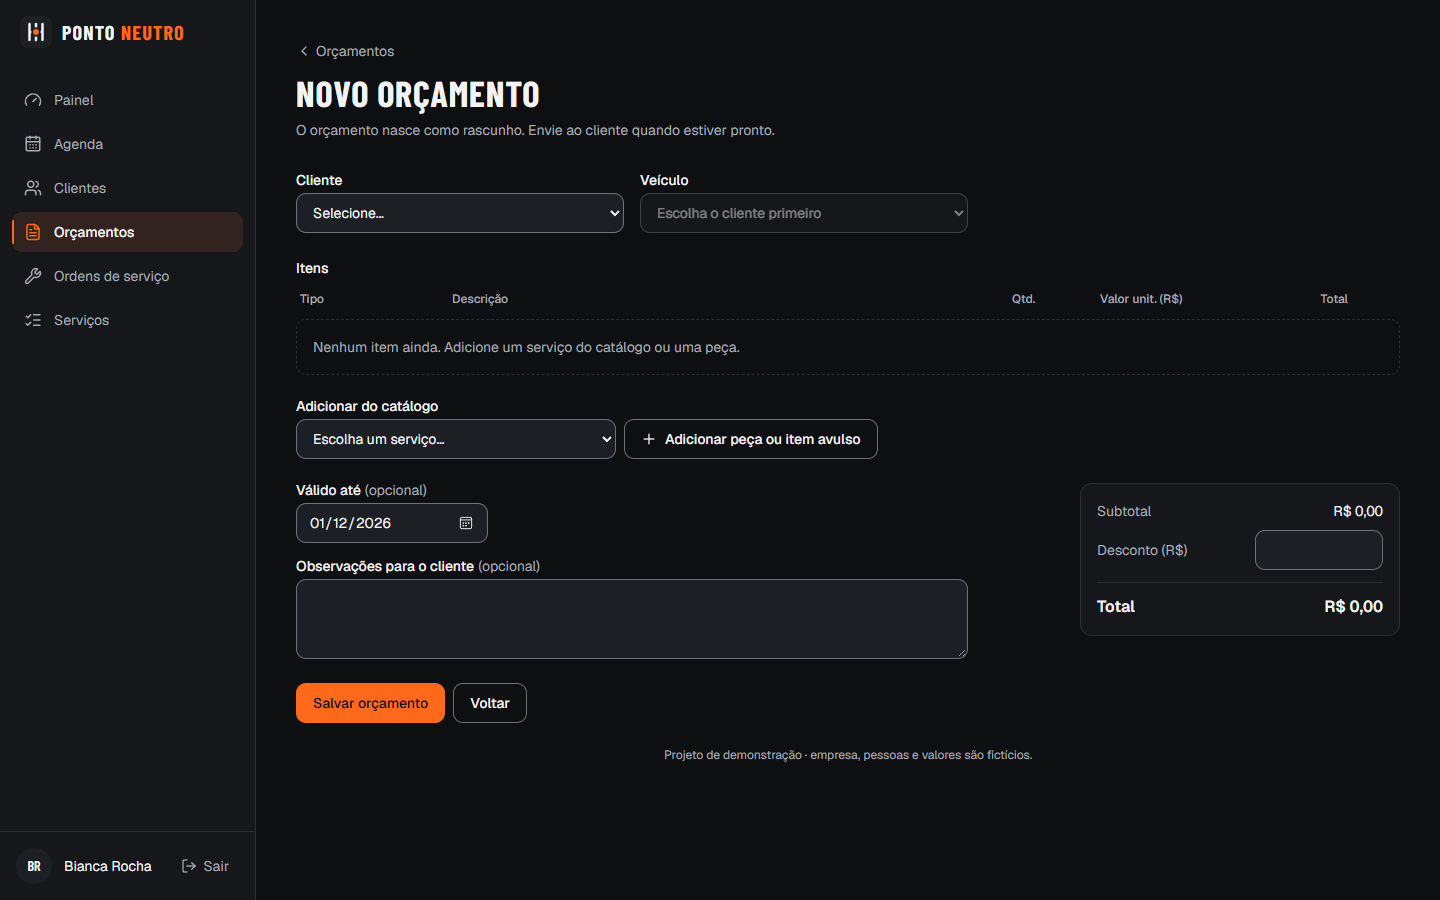 PONTO NEUTRO
Painel
Agenda
Clientes
Orçamentos
Ordens de serviço
Serviços
BR
Bianca Rocha
Sair
Orçamentos
NOVO ORÇAMENTO
O orçamento nasce como rascunho. Envie ao cliente quando estiver pronto.
Cliente
Selecione...
Veículo
Escolha o cliente primeiro
Itens
Tipo Descrição Qtd. Valor unit. (R$) Total
Nenhum item ainda. Adicione um serviço do catálogo ou uma peça.
Adicionar do catálogo
Escolha um serviço...
Adicionar peça ou item avulso
Válido até (opcional)
01/12/2026
Observações para o cliente (opcional)
Subtotal R$ 0,00
Desconto (R$)
Total R$ 0,00
Salvar orçamento
Voltar
Projeto de demonstração · empresa, pessoas e valores são fictícios.